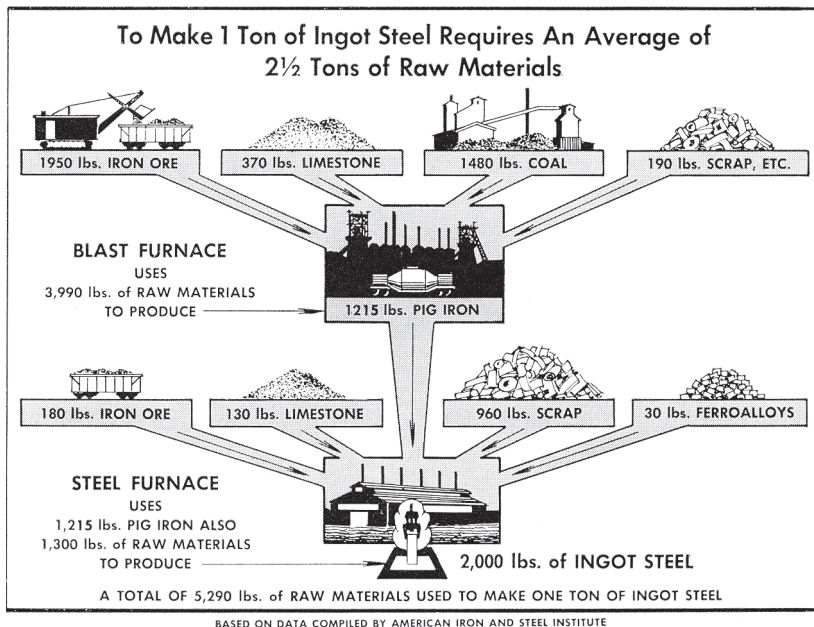 To Make 1 Ton of Ingot Steel Requires An Average of
2½ Tons of Raw Materials
1950 lbs. IRON ORE
370 lbs. LIMESTONE
1480 lbs. COAL
190 lbs. SCRAP, ETC.
BLAST FURNACE
USES
3,990 lbs. of RAW MATERIALS
TO PRODUCE
1215 lbs. PIG IRON
180 lbs. IRON ORE
130 lbs. LIMESTONE
960 lbs. SCRAP
30 lbs. FERROALLOYS
STEEL FURNACE
USES
1,215 lbs. PIG IRON ALSO
1,300 lbs. of RAW MATERIALS
TO PRODUCE
2,000 lbs. of INGOT STEEL
A TOTAL OF 5,290 lbs. of RAW MATERIALS USED TO MAKE ONE TON OF INGOT STEEL
BASED ON DATA COMPILED BY AMERICAN IRON AND STEEL INSTITUTE